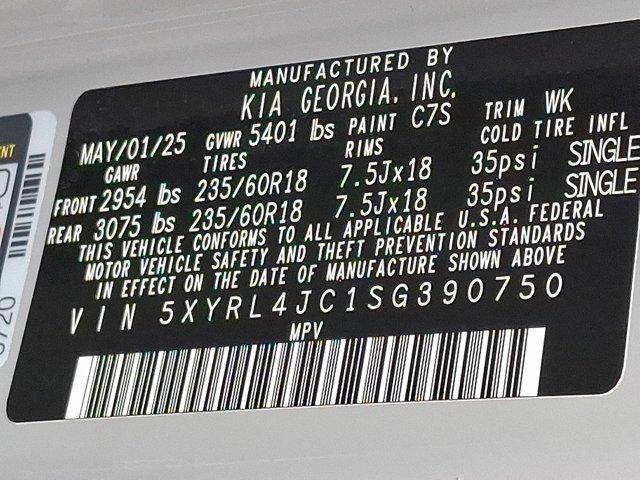 MANUFACTURED BY
KIA GEORGIA, INC.
MAY/01/25 GVWR 5401 lbs PAINT C7S TRIM WK
GAWR TIRES RIMS COLD TIRE INFL
FRONT 2954 lbs 235/60R18 7.5Jx18 35psi SINGLE
REAR 3075 lbs 235/60R18 7.5Jx18 35psi SINGLE
THIS VEHICLE CONFORMS TO ALL APPLICABLE U.S.A. FEDERAL
MOTOR VEHICLE SAFETY AND THEFT PREVENTION STANDARDS
IN EFFECT ON THE DATE OF MANUFACTURE SHOWN ABOVE
VIN 5XYRL4JC1SG390750
MPV